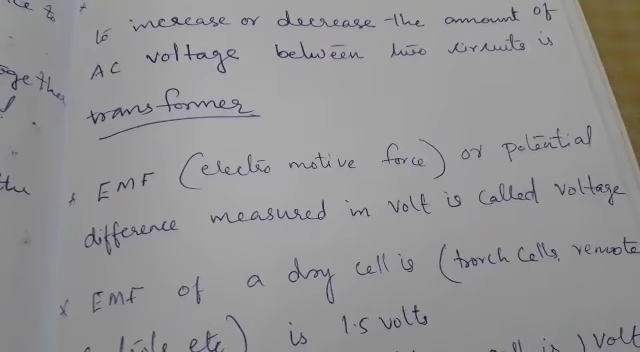 to increase or decrease the amount of
AC voltage between two circuits is
transformer
* EMF (electro motive force) or potential
difference measured in volt is called voltage
* EMF of a dry cell is (torch cells, remote
etc) is 1.5 volts
is) volt